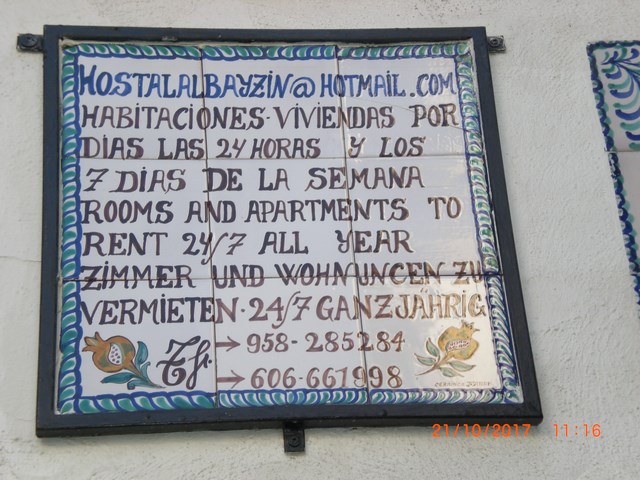 HOSTALALBAYZIN@HOTMAIL.COM
HABITACIONES·VIVIENDAS POR
DIAS LAS 24 HORAS Y LOS
7 DIAS DE LA SEMANA
ROOMS AND APARTMENTS TO
RENT 24/7 ALL YEAR
ZIMMER UND WOHNUNGEN ZU
VERMIETEN·24/7 GANZJÄHRIG
Tf. → 958-285284
→ 606-661998
21/10/2017 11:16